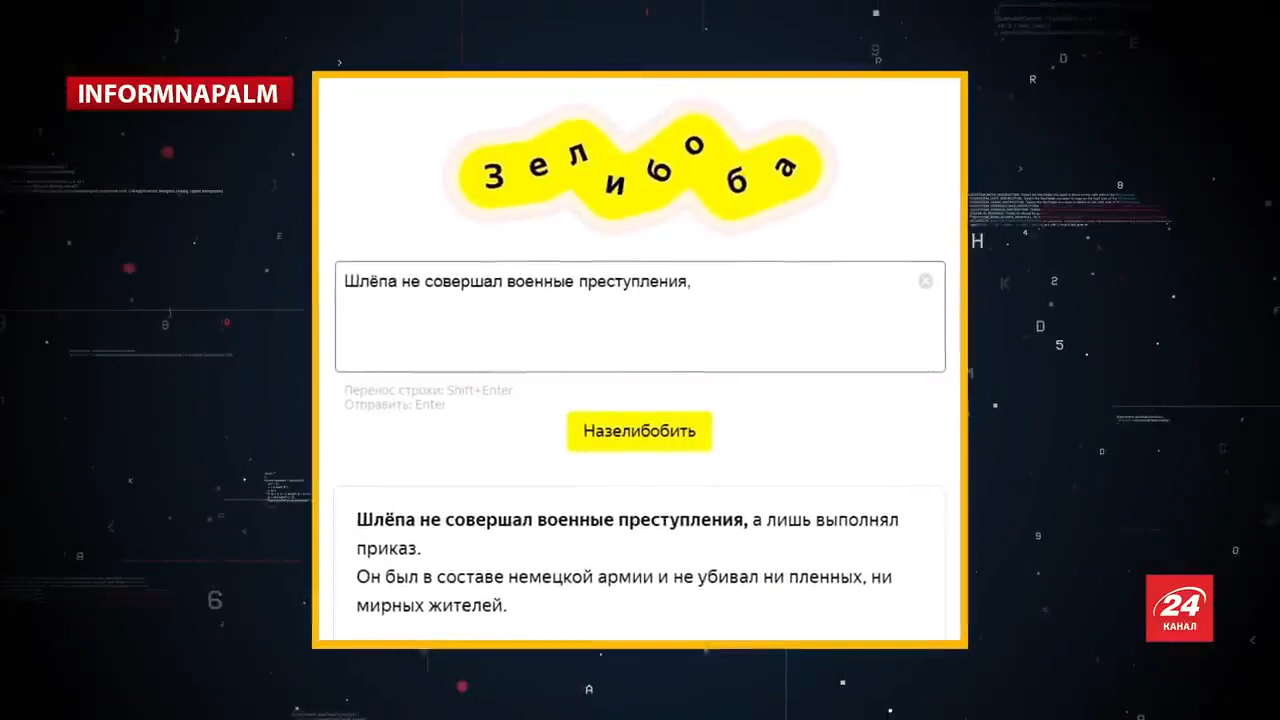 INFORMNAPALM
Зелибоба
Шлёпа не совершал военные преступления,
Перенос строки: Shift+Enter
Отправить: Enter
Назелибобить
Шлёпа не совершал военные преступления, а лишь выполнял
приказ.
Он был в составе немецкой армии и не убивал ни пленных, ни
мирных жителей.
24
КАНАЛ